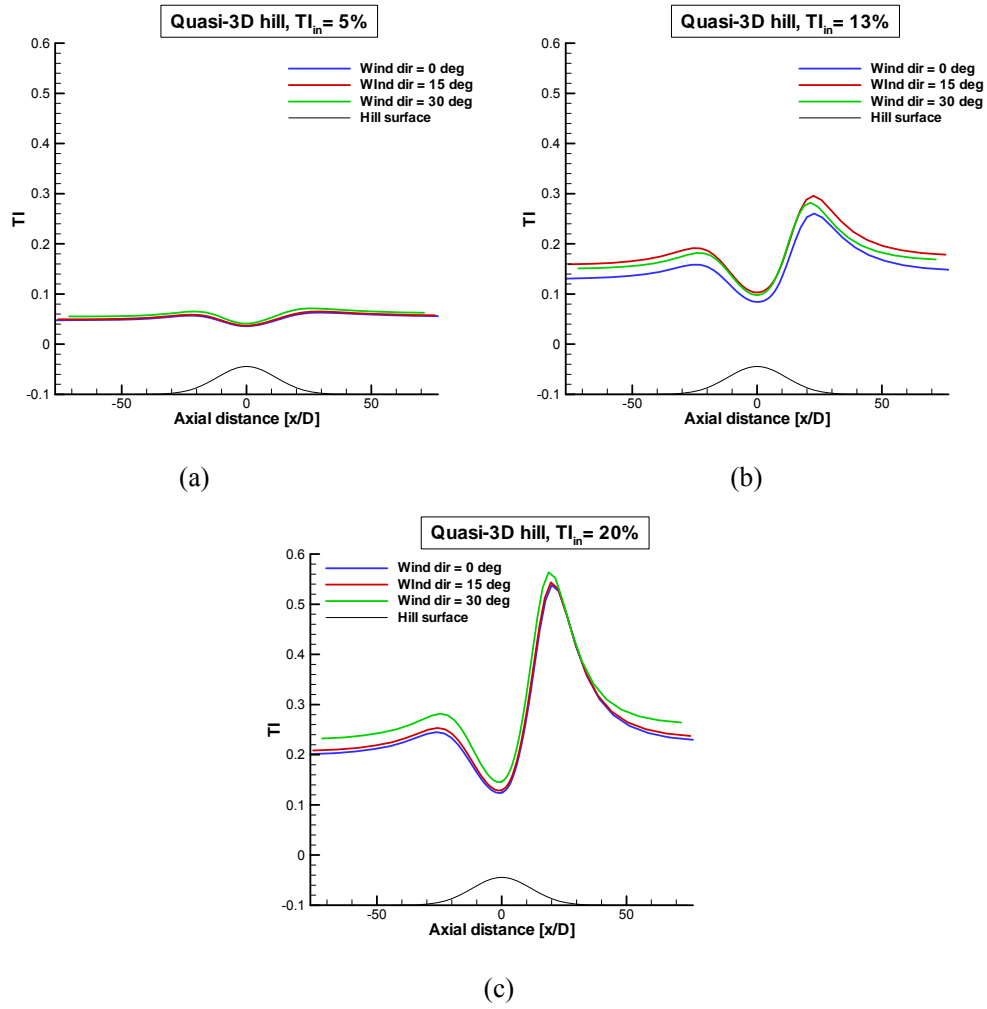 Quasi-3D hill, TIin= 5%
0.6
0.5
0.4
0.3
0.2
0.1
0
-0.1
TI
Wind dir = 0 deg
WInd dir = 15 deg
Wind dir = 30 deg
Hill surface
-50
0
50
Axial distance [x/D]
(a)
Quasi-3D hill, TIin= 13%
0.6
0.5
0.4
0.3
0.2
0.1
0
-0.1
TI
Wind dir = 0 deg
WInd dir = 15 deg
Wind dir = 30 deg
Hill surface
-50
0
50
Axial distance [x/D]
(b)
Quasi-3D hill, TIin= 20%
0.6
0.5
0.4
0.3
0.2
0.1
0
-0.1
TI
Wind dir = 0 deg
WInd dir = 15 deg
Wind dir = 30 deg
Hill surface
-50
0
50
Axial distance [x/D]
(c)